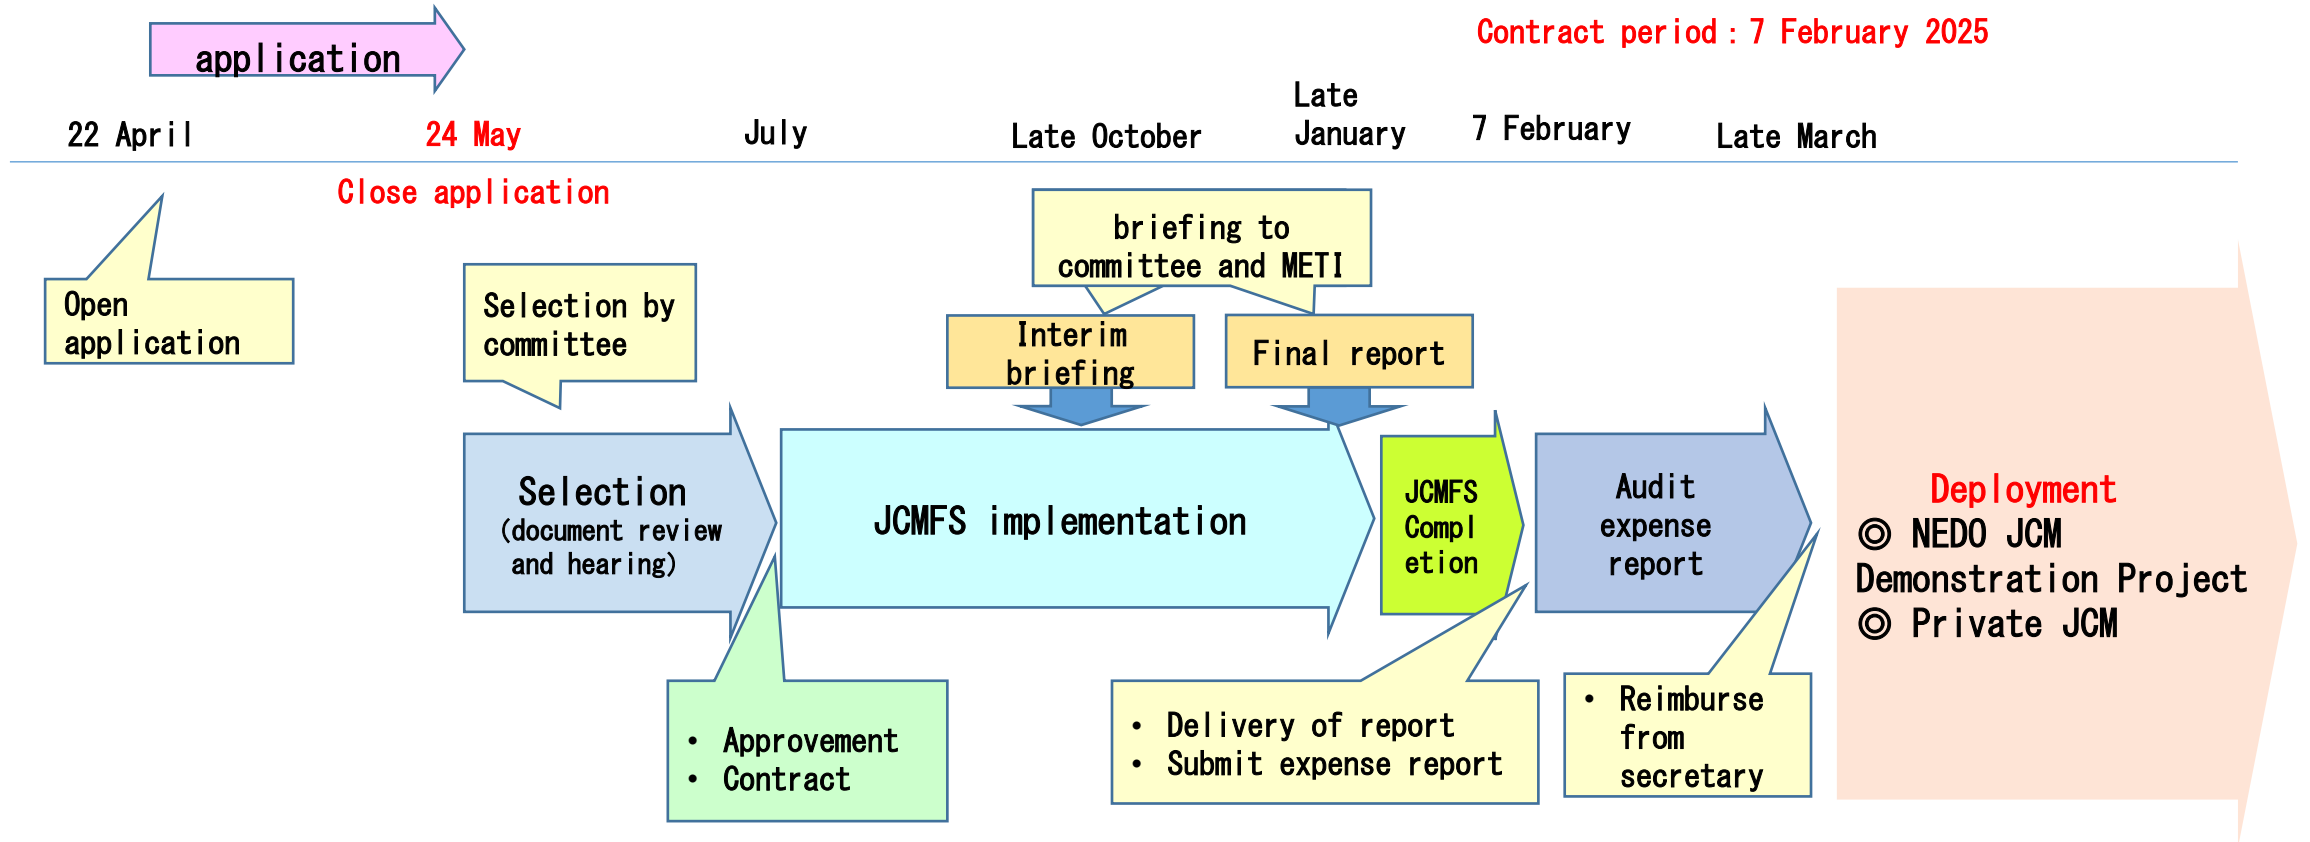 application
Contract period：7 February 2025
22 April
24 May
July
Late October
Late
January
7 February
Late March
Close application
Open
application
Selection by
committee
briefing to
committee and METI
Interim
briefing
Final report
Selection
(document review
and hearing)
JCMFS implementation
JCMFS
Compl
etion
Audit
expense
report
Deployment
◎ NEDO JCM
Demonstration Project
◎ Private JCM
• Approvement
• Contract
• Delivery of report
• Submit expense report
• Reimburse
from
secretary